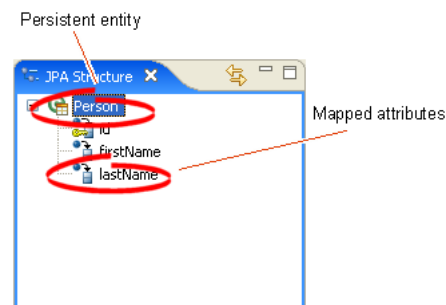 Persistent entity
JPA Structure
Person
id
Mapped attributes
firstName
lastName